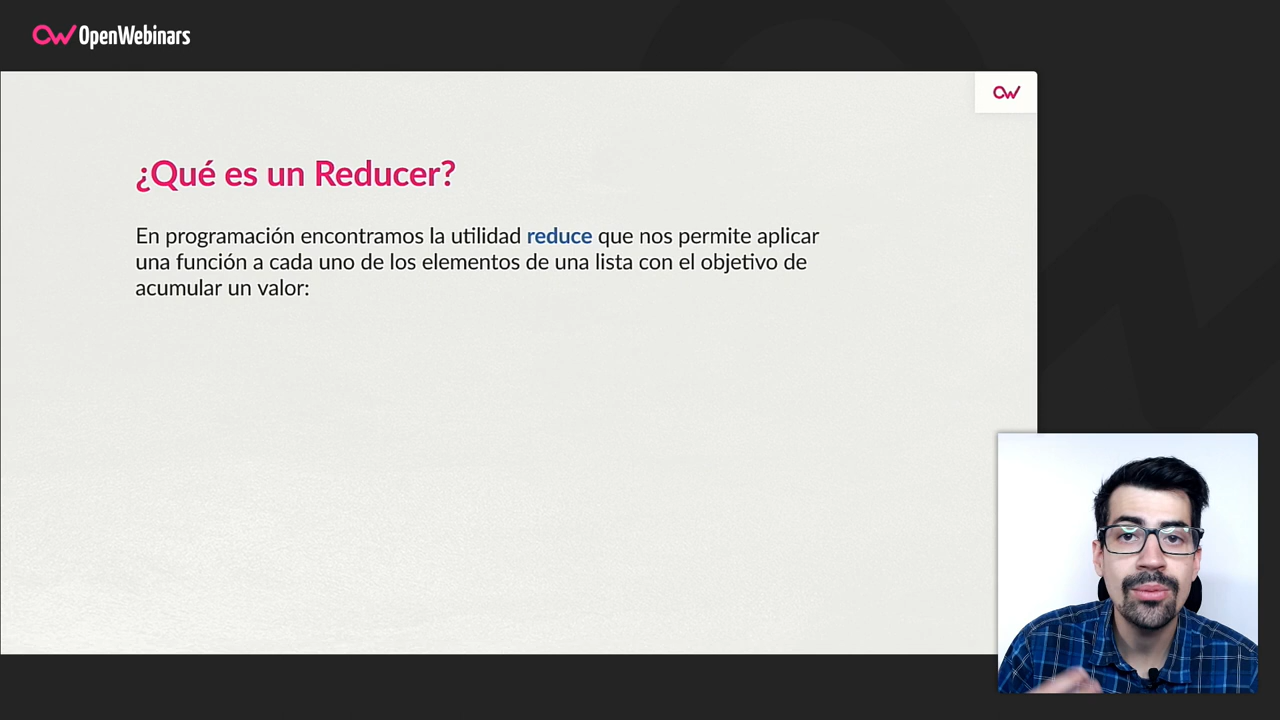 OpenWebinars
¿Qué es un Reducer?
En programación encontramos la utilidad reduce que nos permite aplicar
una función a cada uno de los elementos de una lista con el objetivo de
acumular un valor: